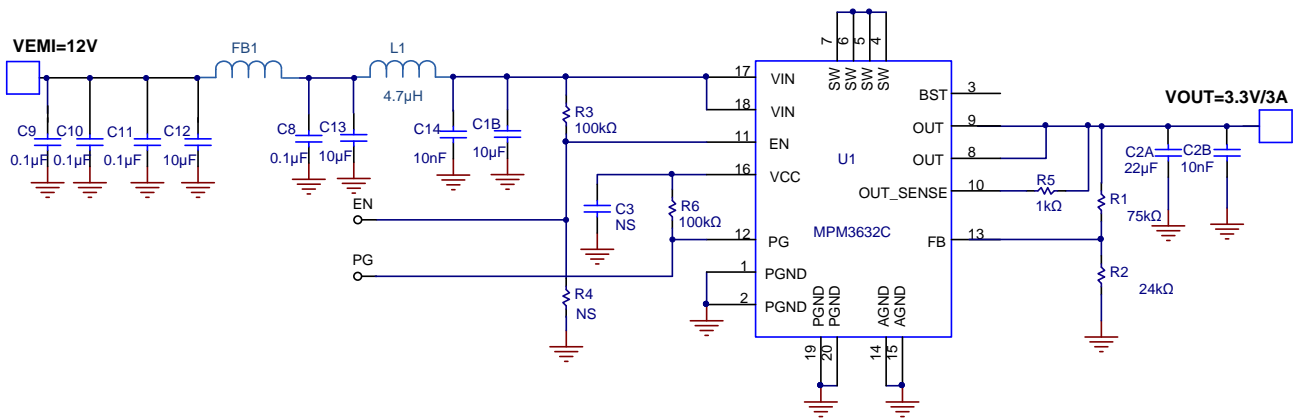 VEMI=12V
FB1
L1
4.7µH
C9
0.1µF
C10
0.1µF
C11
0.1µF
C12
10µF
C8
0.1µF
C13
10µF
C14
10nF
C1B
10µF
R3
100kΩ
EN
PG
C3
NS
R6
100kΩ
R4
NS
7
6
5
4
SW
SW
SW
SW
17
VIN
18
VIN
11
EN
16
VCC
12
PG
1
PGND
2
PGND
U1
MPM3632C
BST
3
OUT
9
OUT
8
OUT_SENSE
10
FB
13
PGND
PGND
AGND
AGND
19
20
14
15
R5
1kΩ
R1
75kΩ
R2
24kΩ
VOUT=3.3V/3A
C2A
22µF
C2B
10nF